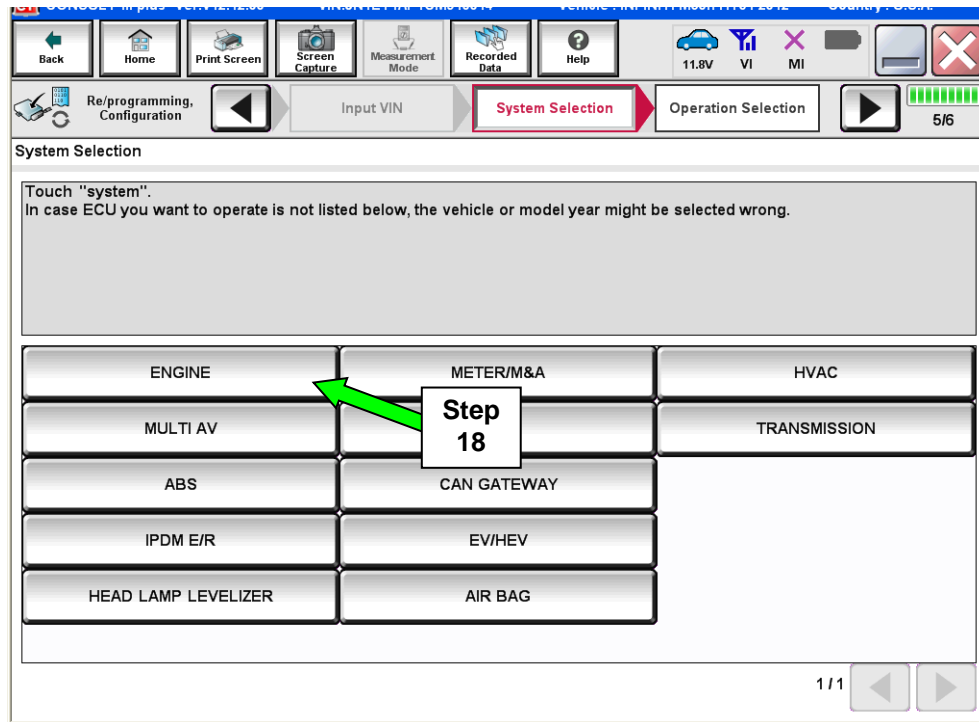 Back
Home
Print Screen
Screen
Capture
Measurement
Mode
Recorded
Data
Help
11.8V
VI
MI
Re/programming,
Configuration
Input VIN
System Selection
Operation Selection
5/6
System Selection
Touch "system".
In case ECU you want to operate is not listed below, the vehicle or model year might be selected wrong.
ENGINE
METER/M&A
HVAC
MULTI AV
Step
18
TRANSMISSION
ABS
CAN GATEWAY
IPDM E/R
EV/HEV
HEAD LAMP LEVELIZER
AIR BAG
1/1